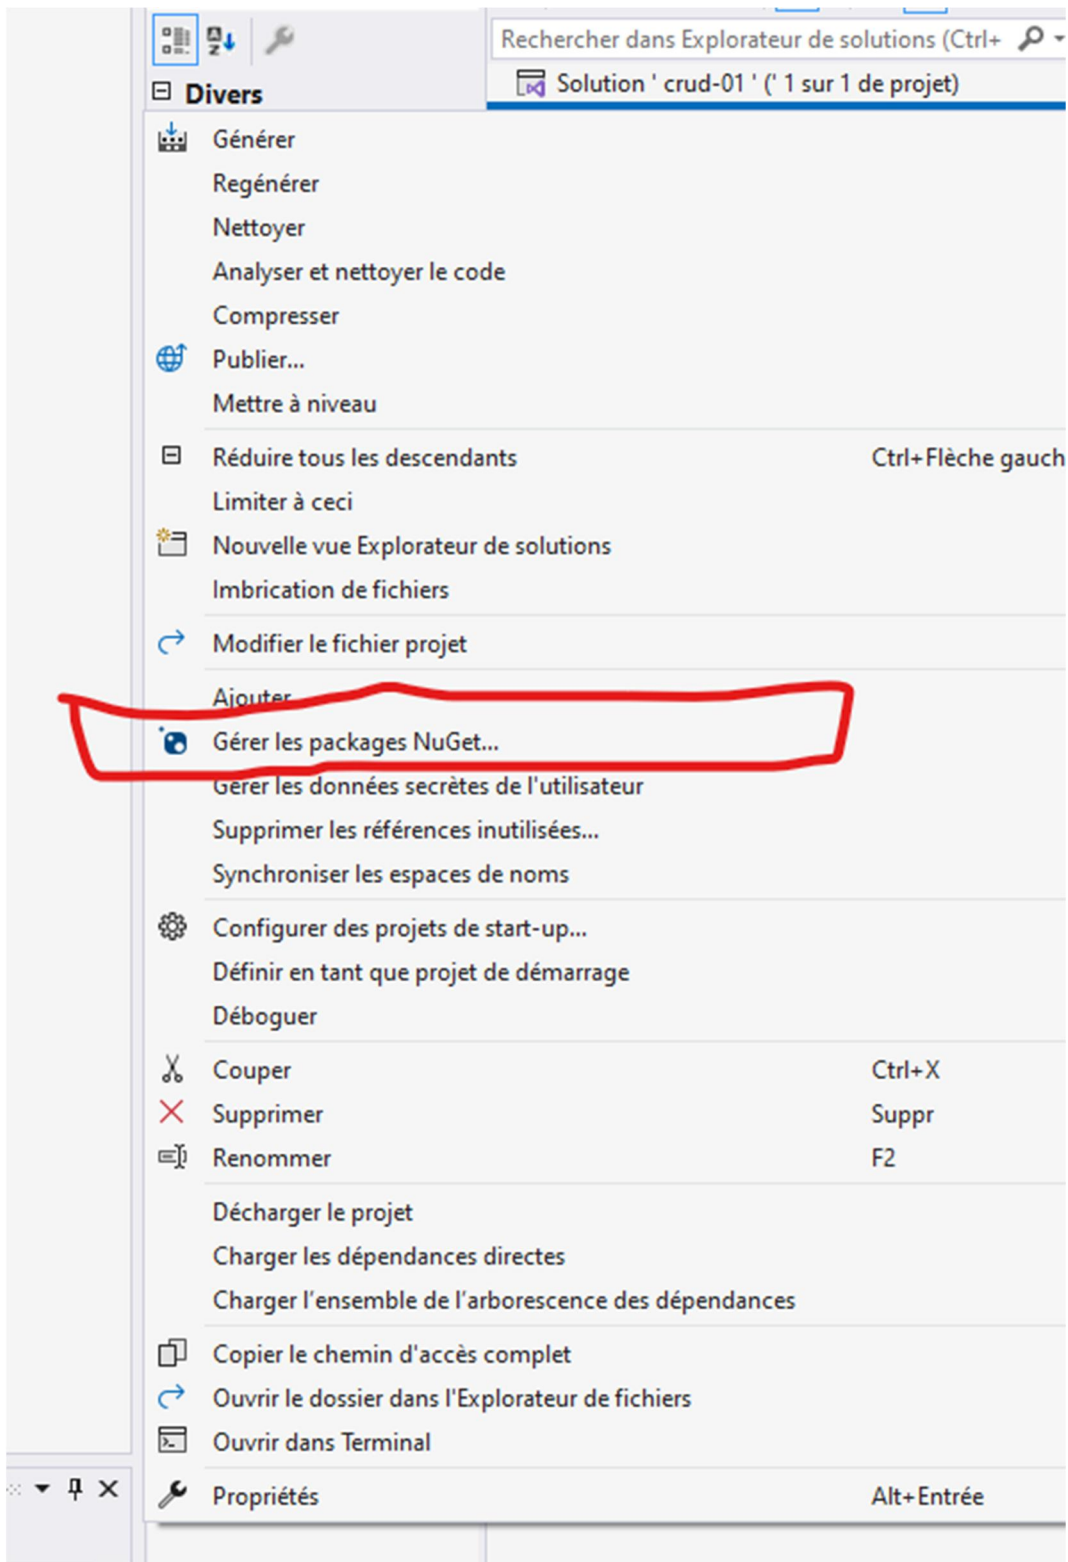 Rechercher dans Explorateur de solutions (Ctrl+
Divers
Solution ' crud-01 ' (' 1 sur 1 de projet)
Générer
Regénérer
Nettoyer
Analyser et nettoyer le code
Compresser
Publier...
Mettre à niveau
Réduire tous les descendants Ctrl+Flèche gauch
Limiter à ceci
Nouvelle vue Explorateur de solutions
Imbrication de fichiers
Modifier le fichier projet
Ajouter
Gérer les packages NuGet...
Gérer les données secrètes de l'utilisateur
Supprimer les références inutilisées...
Synchroniser les espaces de noms
Configurer des projets de start-up...
Définir en tant que projet de démarrage
Déboguer
Couper Ctrl+X
Supprimer Suppr
Renommer F2
Décharger le projet
Charger les dépendances directes
Charger l'ensemble de l'arborescence des dépendances
Copier le chemin d'accès complet
Ouvrir le dossier dans l'Explorateur de fichiers
Ouvrir dans Terminal
Propriétés Alt+Entrée